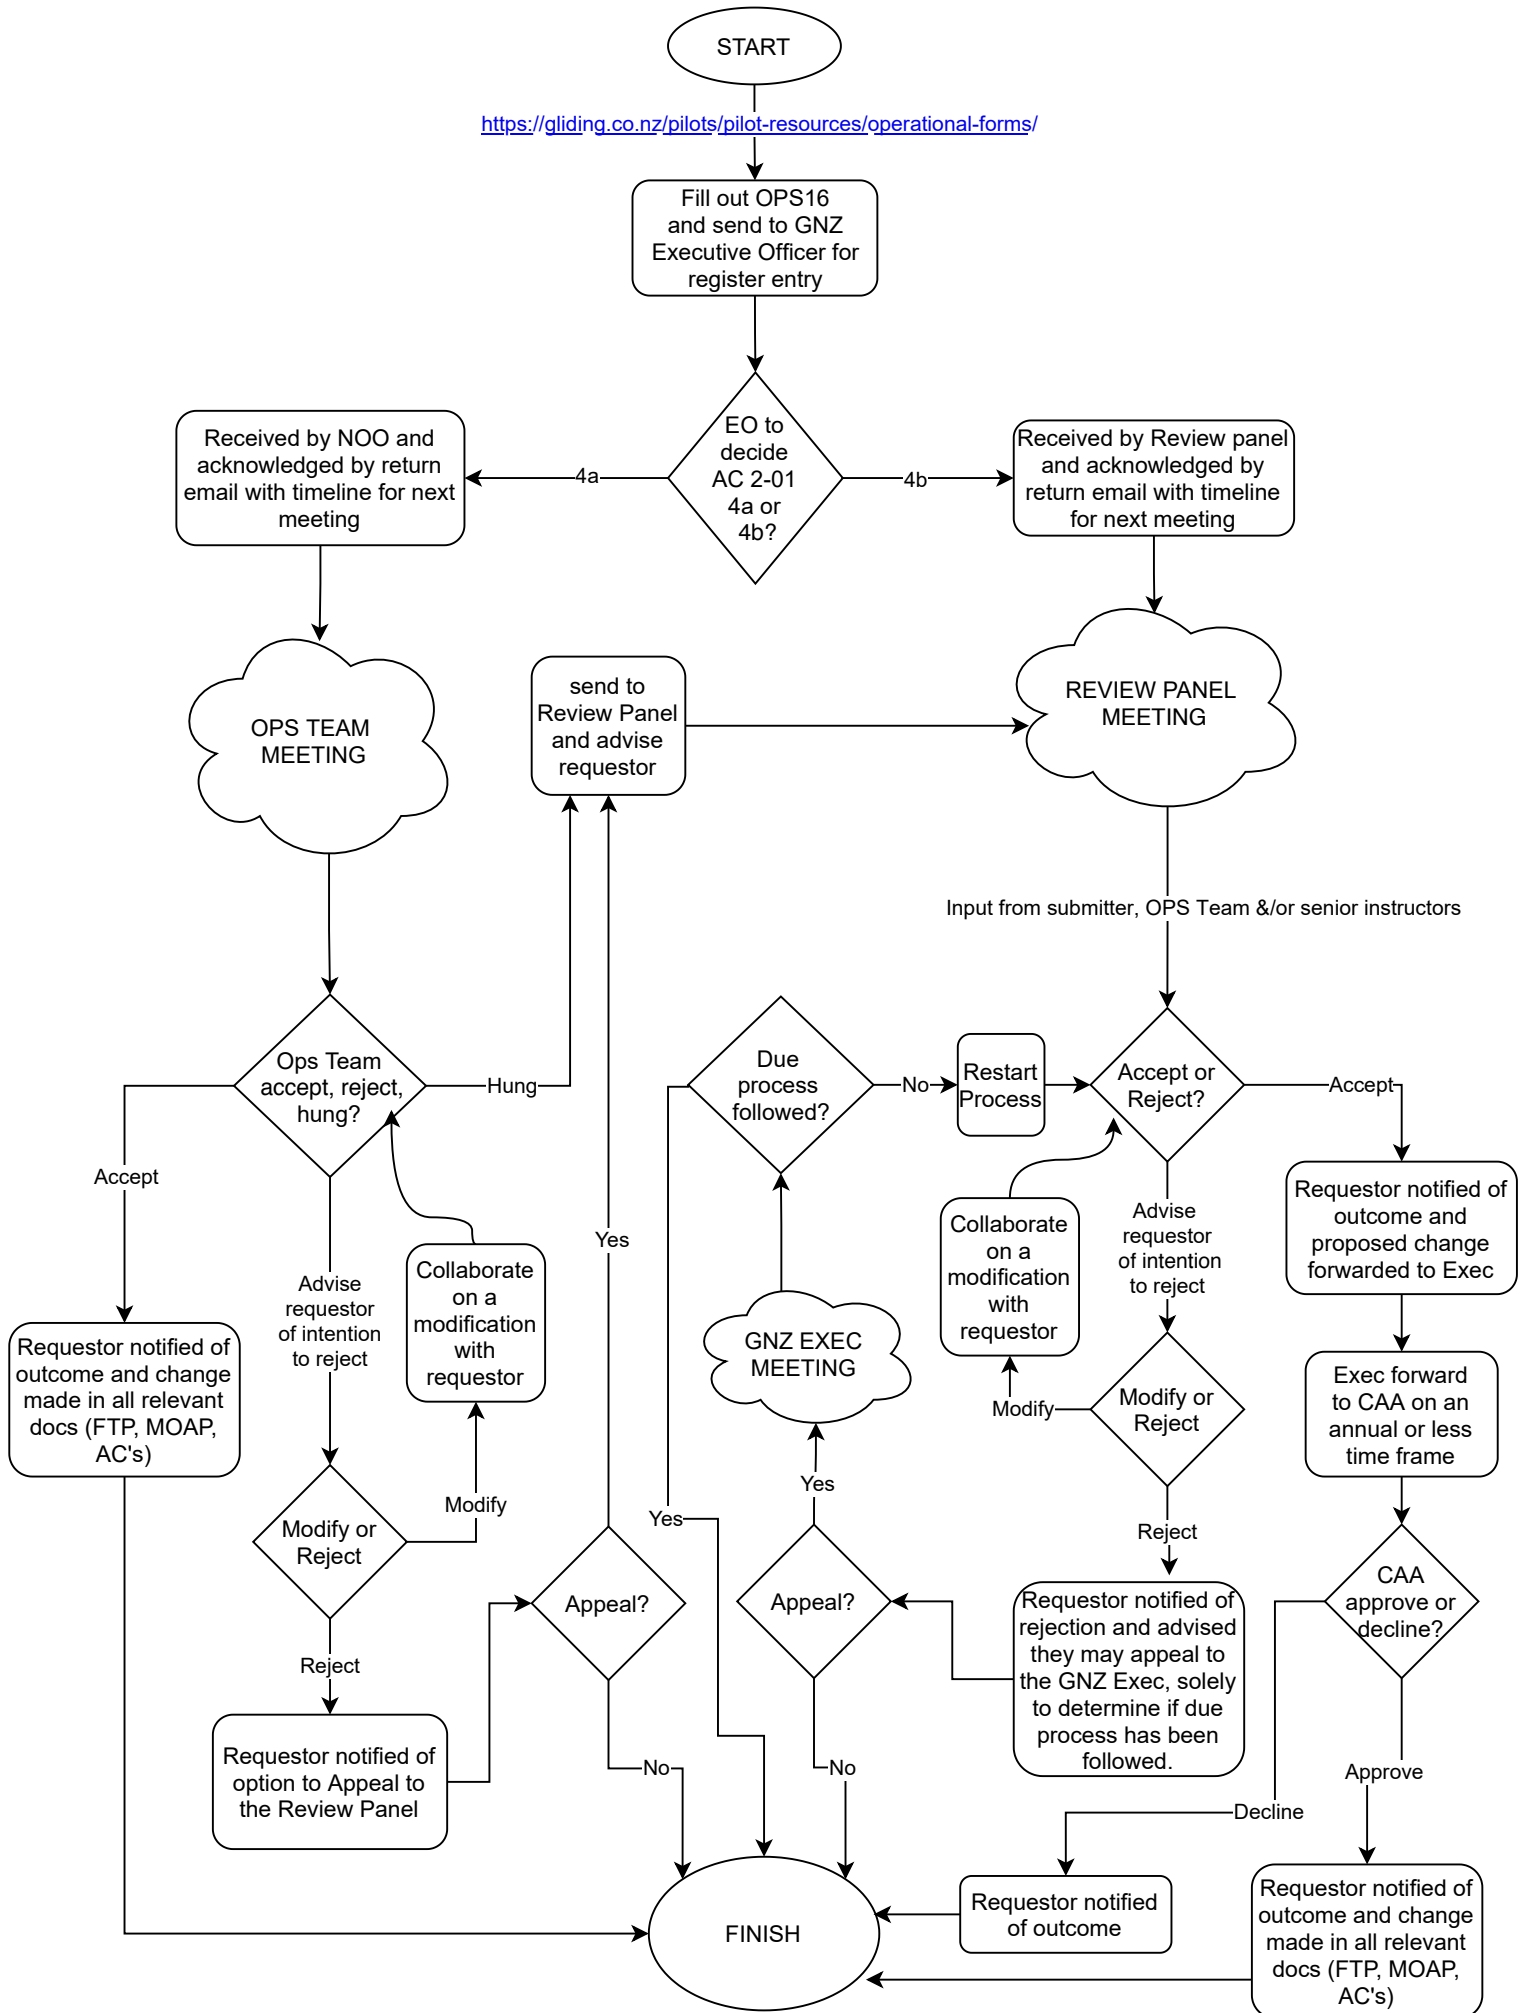 START
https://gliding.co.nz/pilots/pilot-resources/operational-forms/
Fill out OPS16
and send to GNZ
Executive Officer for
register entry
EO to
decide
AC 2-01
4a or
4b?
4a
4b
Received by NOO and
acknowledged by return
email with timeline for next
meeting
Received by Review panel
and acknowledged by
return email with timeline
for next meeting
OPS TEAM
MEETING
send to
Review Panel
and advise
requestor
REVIEW PANEL
MEETING
Input from submitter, OPS Team &/or senior instructors
Ops Team
accept, reject,
hung?
Hung
Accept
Advise
requestor
of intention
to reject
Collaborate
on a
modification
with
requestor
Requestor notified of
outcome and change
made in all relevant
docs (FTP, MOAP,
AC's)
Modify or
Reject
Modify
Reject
Requestor notified of
option to Appeal to
the Review Panel
Appeal?
Yes
No
Due
process
followed?
No
Yes
Restart
Process
Accept or
Reject?
Accept
Advise
requestor
of intention
to reject
Collaborate
on a
modification
with
requestor
GNZ EXEC
MEETING
Modify
Modify or
Reject
Reject
Yes
Appeal?
No
Requestor notified of
rejection and advised
they may appeal to
the GNZ Exec, solely
to determine if due
process has been
followed.
Requestor notified of
outcome and
proposed change
forwarded to Exec
Exec forward
to CAA on an
annual or less
time frame
CAA
approve or
decline?
Approve
Decline
Requestor notified
of outcome
Requestor notified of
outcome and change
made in all relevant
docs (FTP, MOAP,
AC's)
FINISH